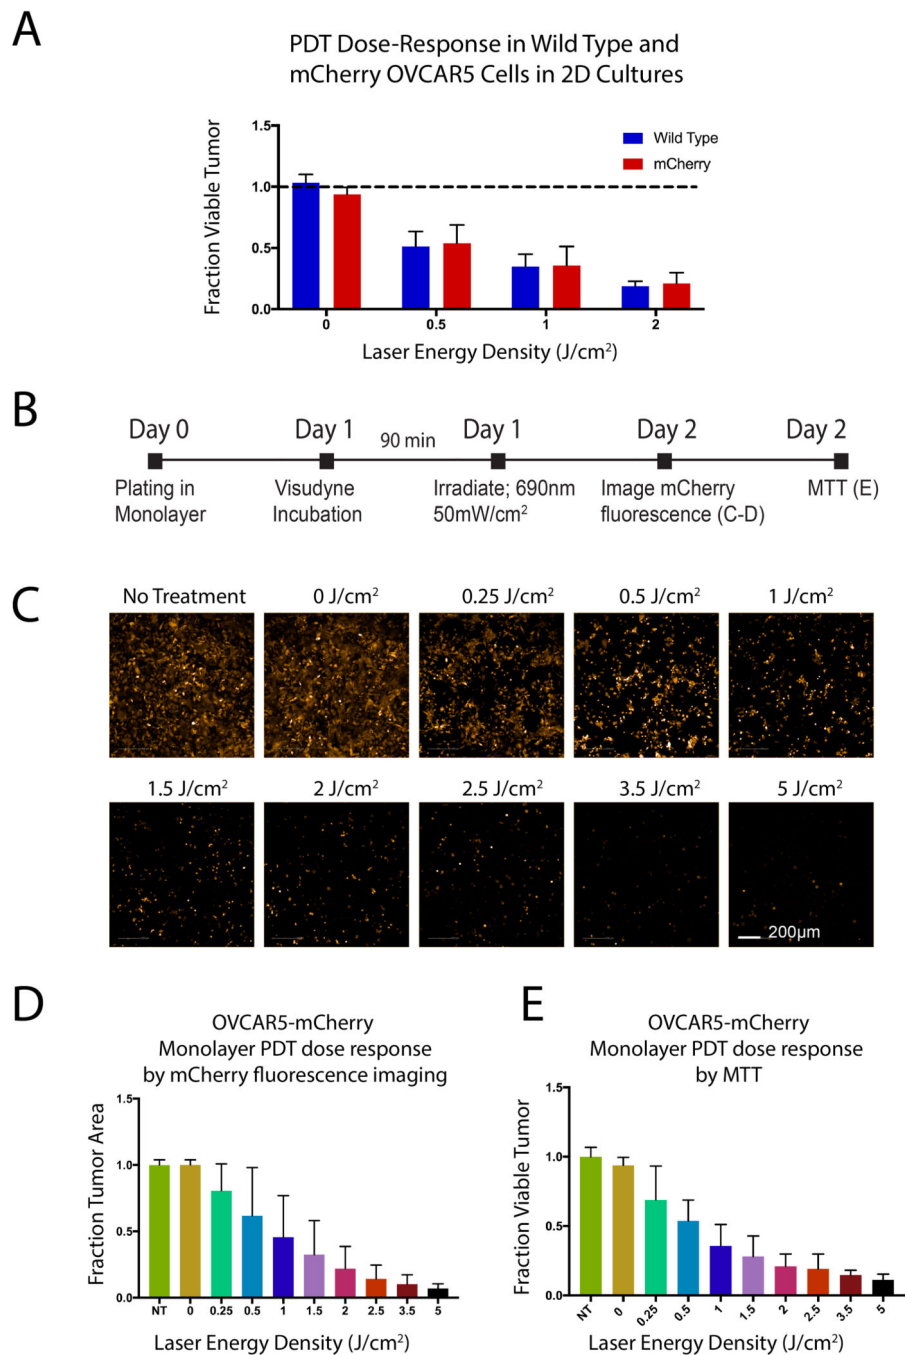 A
PDT Dose-Response in Wild Type and
mCherry OVCAR5 Cells in 2D Cultures
Fraction Viable Tumor
1.5
1.0
0.5
0.0
Wild Type
mCherry
0 0.5 1 2
Laser Energy Density (J/cm²)
B
Day 0 Day 1 90 min Day 1 Day 2 Day 2
Plating in Visudyne Irradiate; 690nm Image mCherry MTT (E)
Monolayer Incubation 50mW/cm² fluorescence (C-D)
C
No Treatment 0 J/cm² 0.25 J/cm² 0.5 J/cm² 1 J/cm²
1.5 J/cm² 2 J/cm² 2.5 J/cm² 3.5 J/cm² 5 J/cm²
200μm
D
OVCAR5-mCherry
Monolayer PDT dose response
by mCherry fluorescence imaging
Fraction Tumor Area
1.5
1.0
0.5
0.0
NT 0 0.25 0.5 1 1.5 2 2.5 3.5 5
Laser Energy Density (J/cm²)
E
OVCAR5-mCherry
Monolayer PDT dose response
by MTT
Fraction Viable Tumor
1.5
1.0
0.5
0.0
NT 0 0.25 0.5 1 1.5 2 2.5 3.5 5
Laser Energy Density (J/cm²)